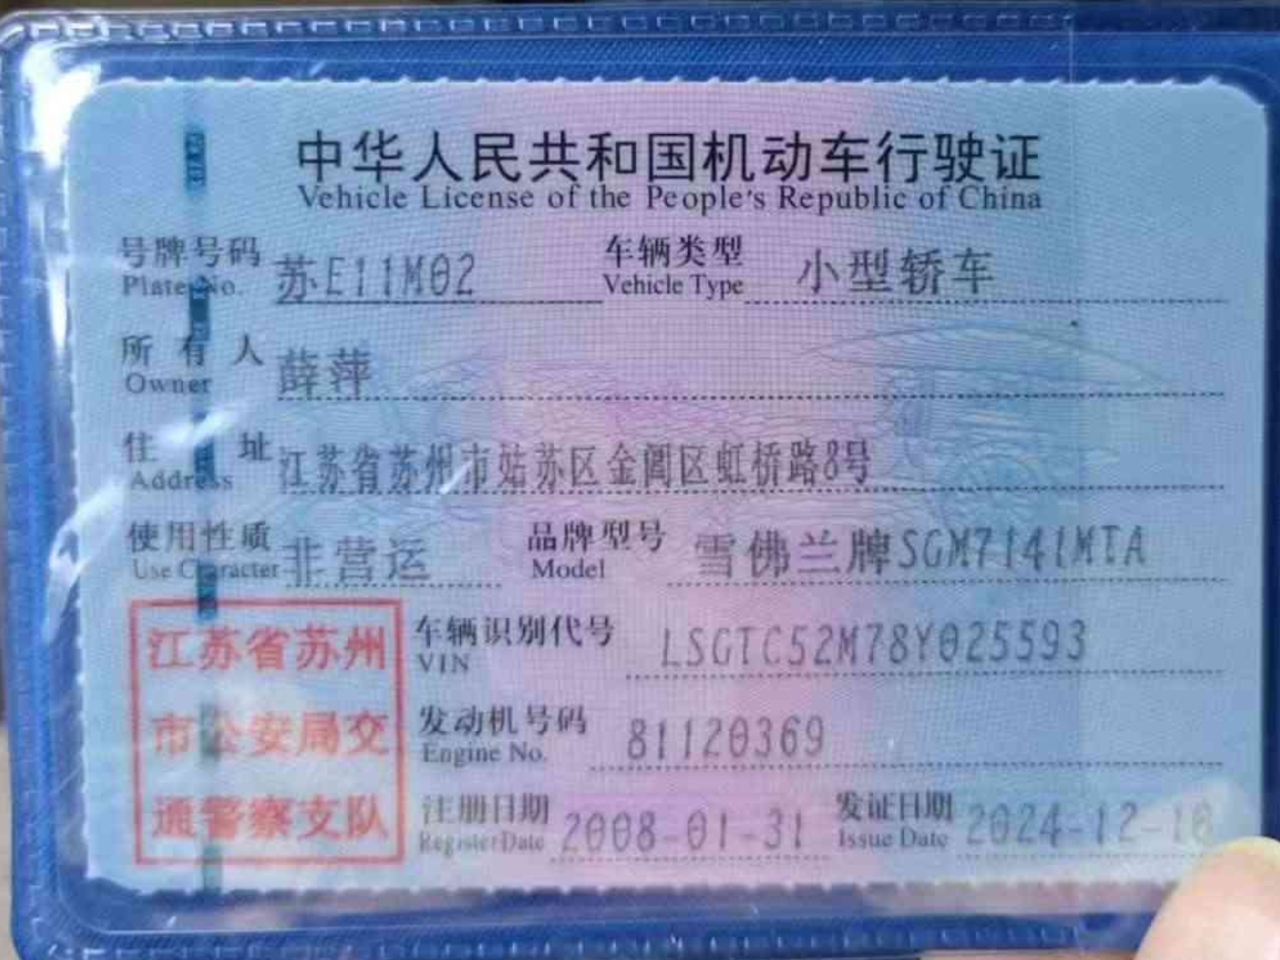 中华人民共和国机动车行驶证
Vehicle License of the People's Republic of China
号牌号码 苏E11M02 车辆类型 小型轿车
Plate No. Vehicle Type
所有人 薛萍
Owner
住址 江苏省苏州市姑苏区金阊区虹桥路8号
Address
使用性质 非营运 品牌型号 雪佛兰牌SGM7141MTA
Use Character Model
江苏省苏州
市公安局交
通警察支队
车辆识别代号 LSGTC52M78Y025593
VIN
发动机号码 81120369
Engine No.
注册日期 2008-01-31 发证日期 2024-12-18
Register Date Issue Date